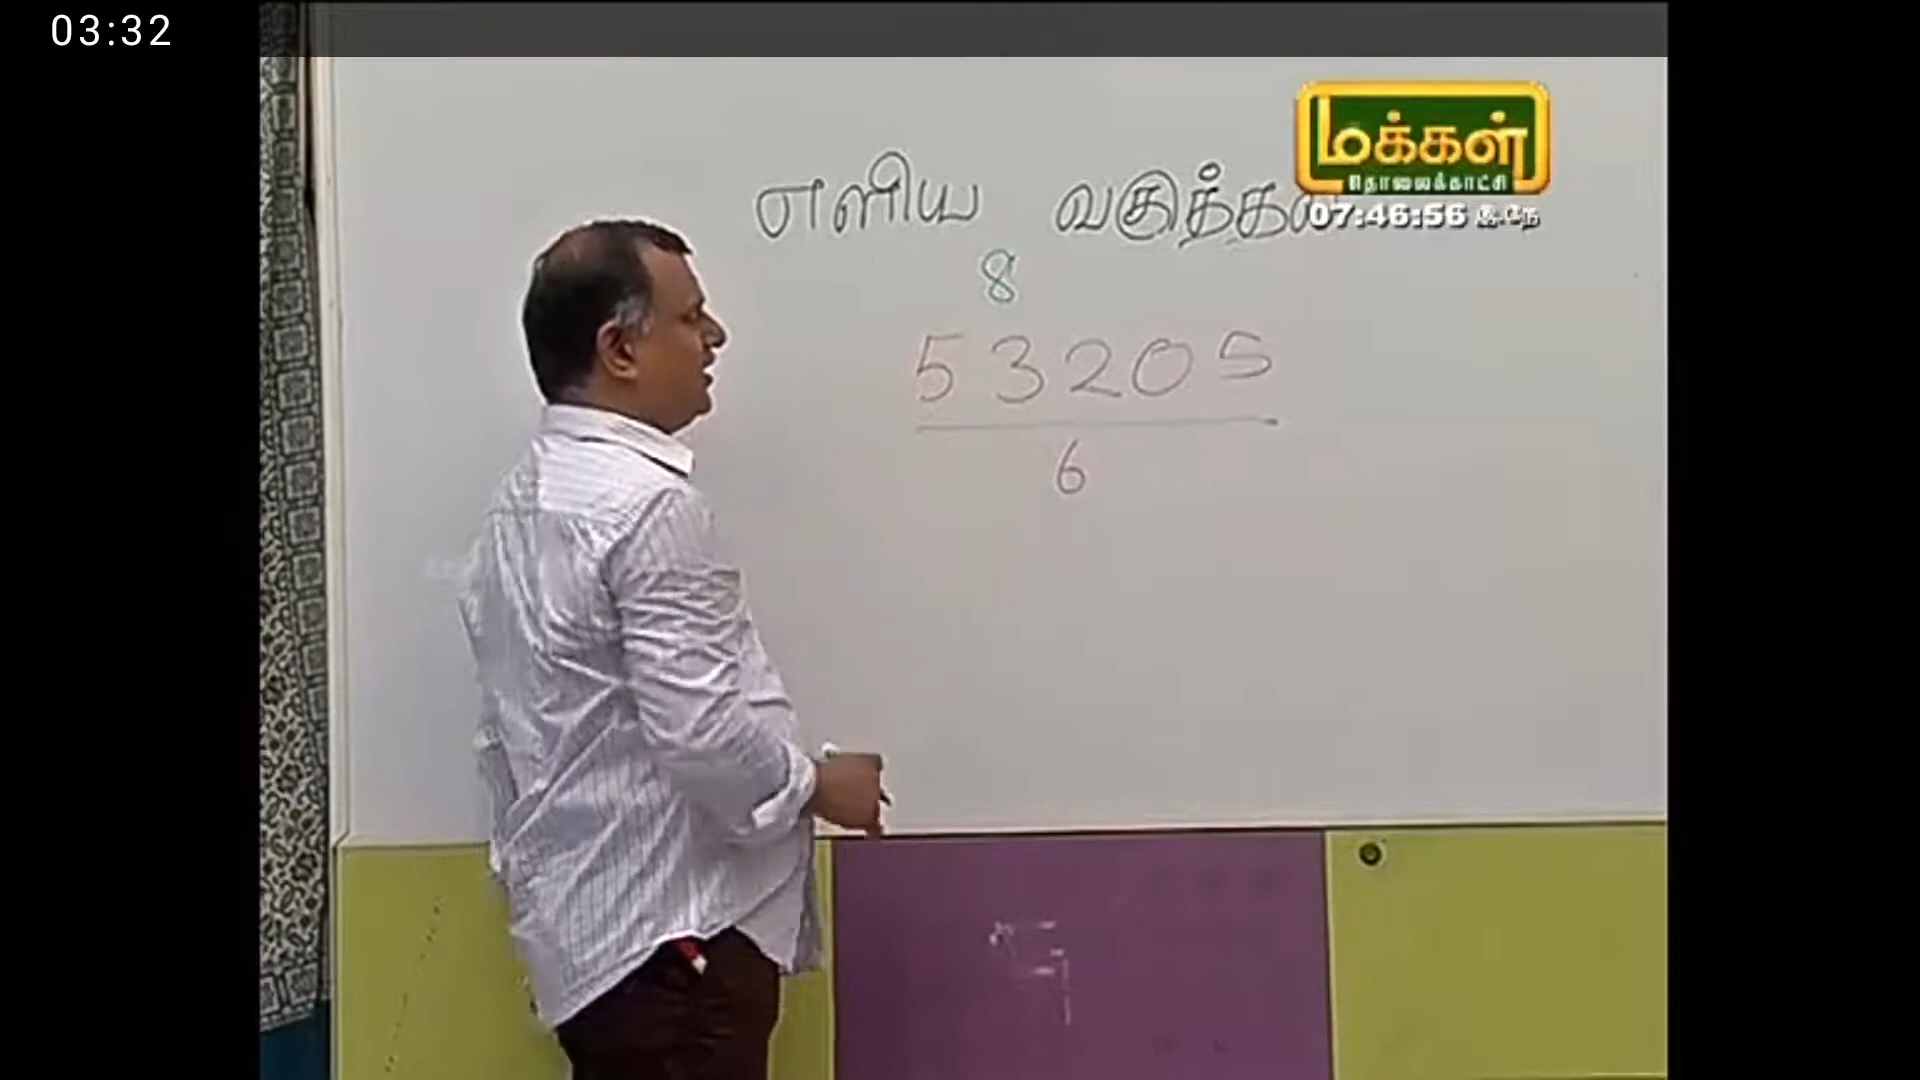 03:32
மக்கள்
தொலைக்காட்சி
07:46:56 இ.நே
எளிய வகுத்தல்
8
53205
6